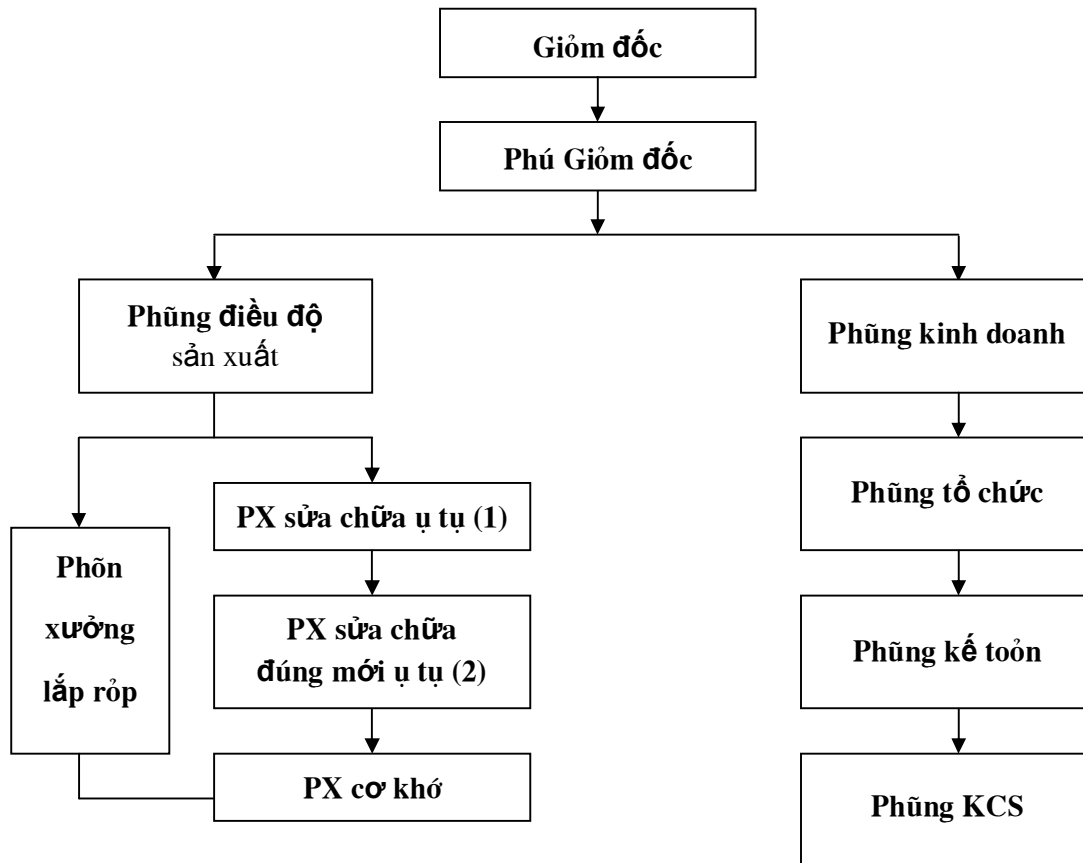 Giỏm đốc
Phú Giỏm đốc
Phũng điều độ
sản xuất
Phũng kinh doanh
PX sửa chữa ụ tụ (1)
Phũng tổ chức
Phõn
xưởng
lắp rỏp
PX sửa chữa
đúng mới ụ tụ (2)
Phũng kế toỏn
PX cơ khớ
Phũng KCS